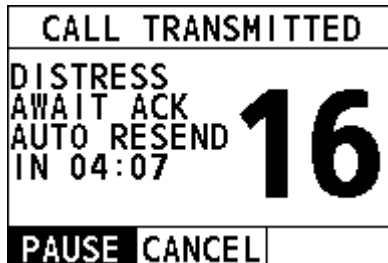 CALL TRANSMITTED
DISTRESS
AWAIT ACK
AUTO RESEND
IN 04:07
16
PAUSE CANCEL